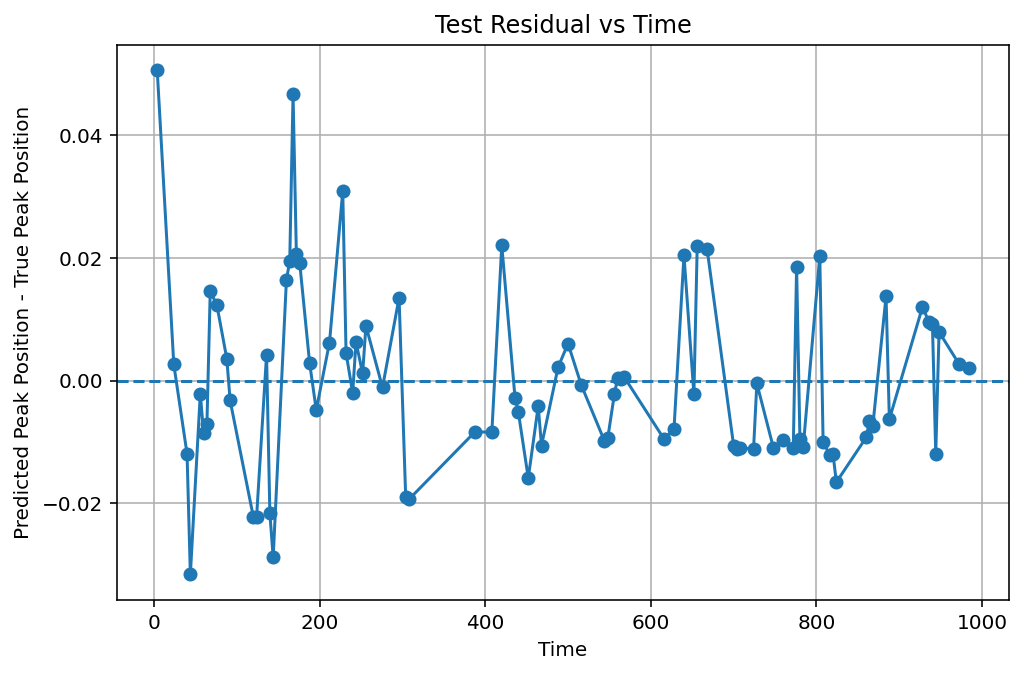 Test Residual vs Time
Predicted Peak Position - True Peak Position
0.04
0.02
0.00
−0.02
0 200 400 600 800 1000
Time